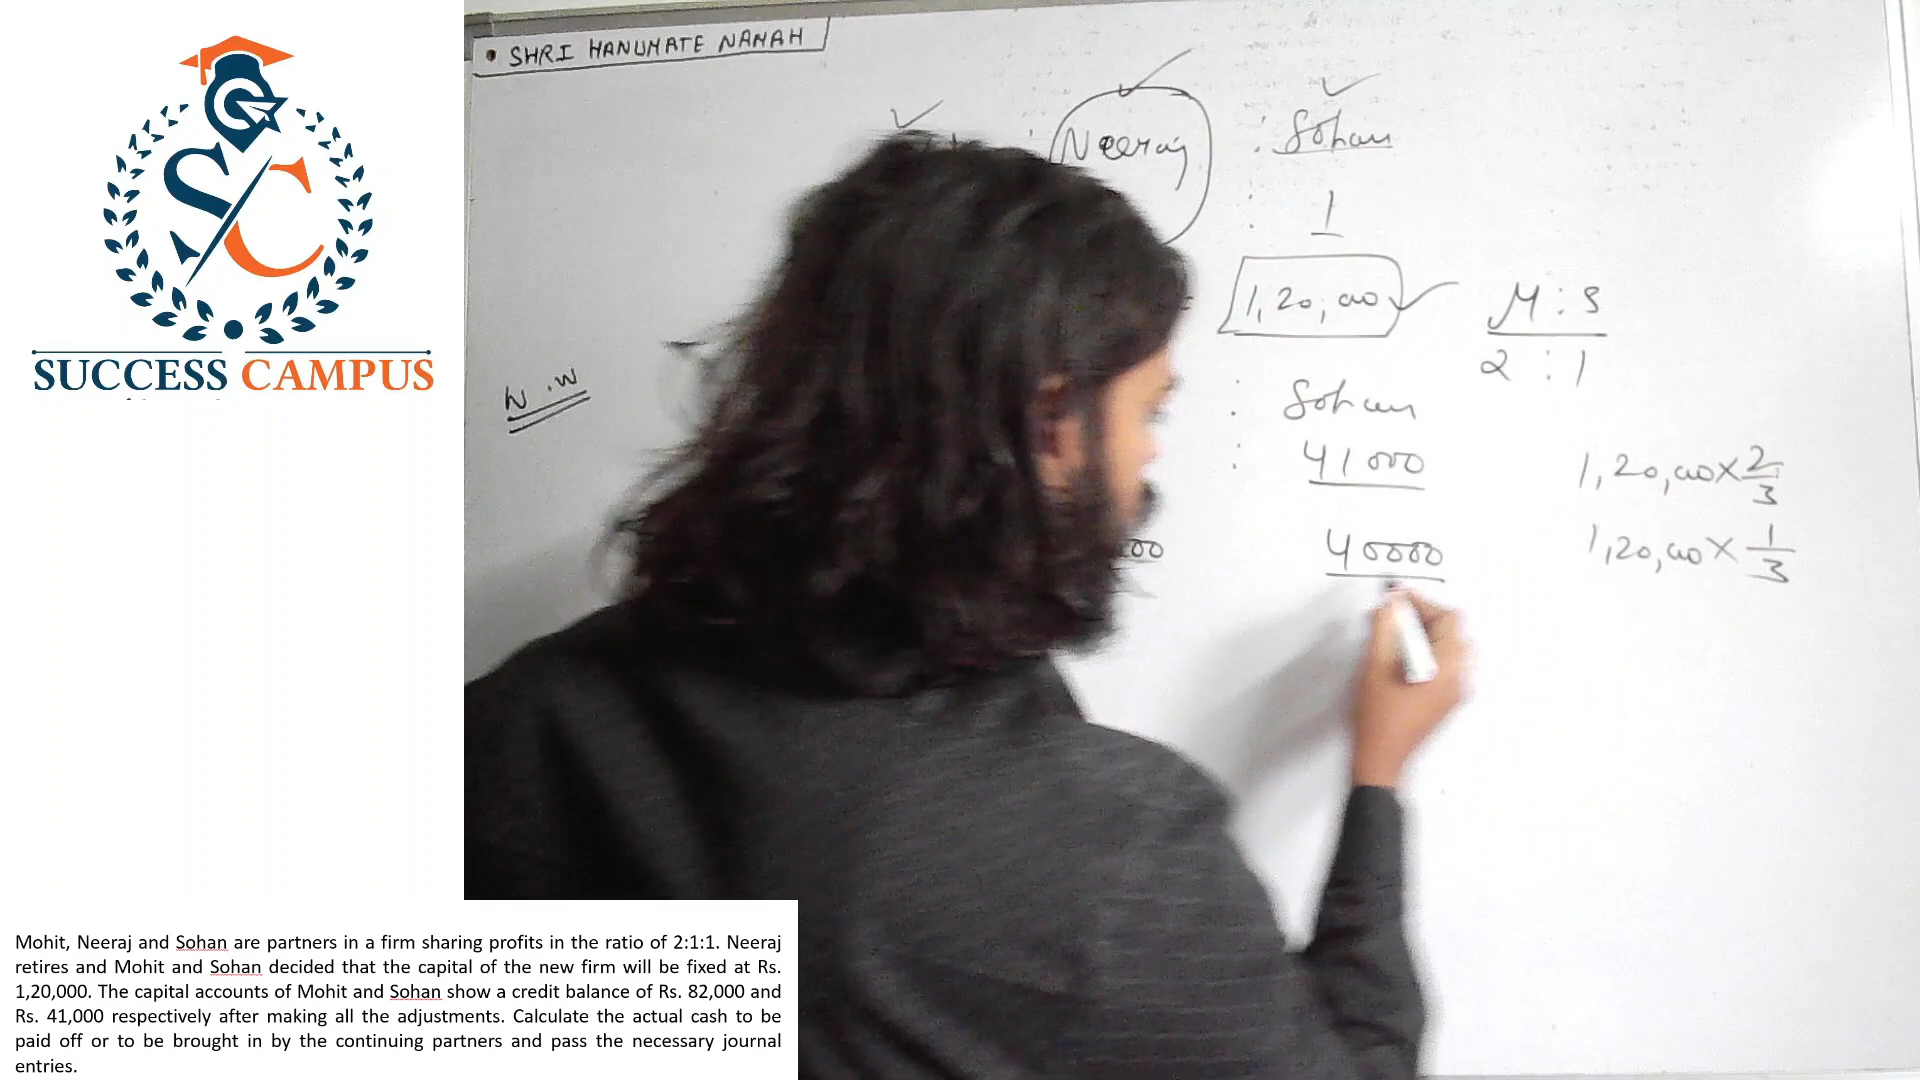 • SHRI HANUMATE NAMAH
Neeraj : Sohan
: 1
1,20,000 M : S
2 : 1
W.W
: Sohan
: 41000 1,20,000 × 2/3
40000 1,20,000 × 1/3
SC
SUCCESS CAMPUS
Mohit, Neeraj and Sohan are partners in a firm sharing profits in the ratio of 2:1:1. Neeraj
retires and Mohit and Sohan decided that the capital of the new firm will be fixed at Rs.
1,20,000. The capital accounts of Mohit and Sohan show a credit balance of Rs. 82,000 and
Rs. 41,000 respectively after making all the adjustments. Calculate the actual cash to be
paid off or to be brought in by the continuing partners and pass the necessary journal
entries.